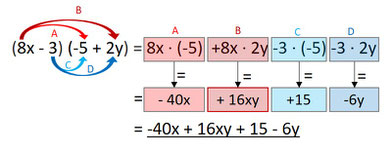 B
A
A B C D
(8x - 3) (-5 + 2y) = 8x · (-5) +8x · 2y -3 · (-5) -3 · 2y
C D
= = = =
= - 40x + 16xy +15 -6y
= -40x + 16xy + 15 - 6y